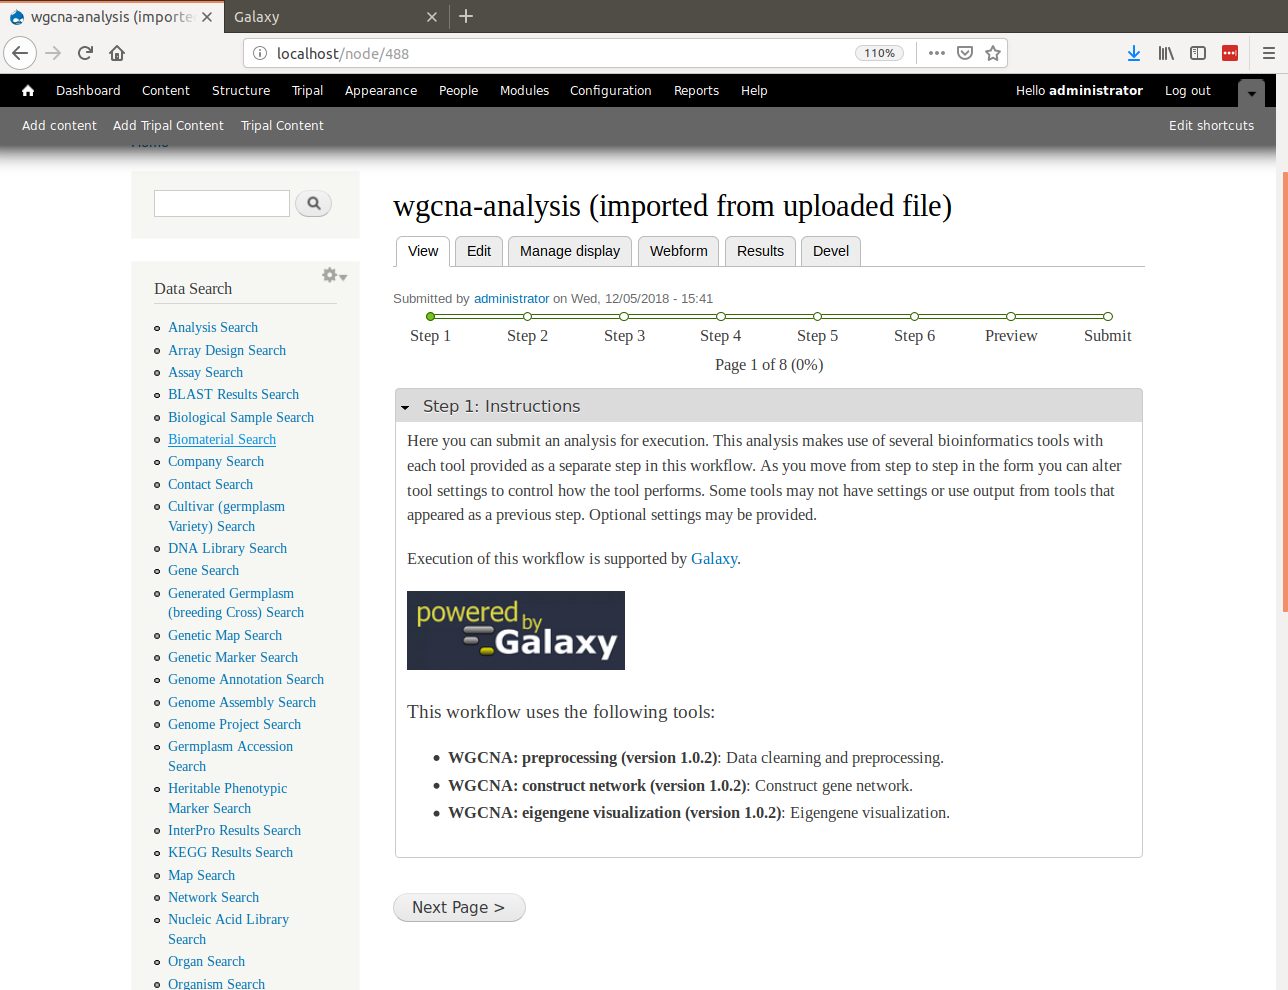 wgcna-analysis (importe
Galaxy
localhost/node/488
110%
Dashboard Content Structure Tripal Appearance People Modules Configuration Reports Help
Hello administrator Log out
Add content Add Tripal Content Tripal Content
Edit shortcuts
Home
Data Search
Analysis Search
Array Design Search
Assay Search
BLAST Results Search
Biological Sample Search
Biomaterial Search
Company Search
Contact Search
Cultivar (germplasm
Variety) Search
DNA Library Search
Gene Search
Generated Germplasm
(breeding Cross) Search
Genetic Map Search
Genetic Marker Search
Genome Annotation Search
Genome Assembly Search
Genome Project Search
Germplasm Accession
Search
Heritable Phenotypic
Marker Search
InterPro Results Search
KEGG Results Search
Map Search
Network Search
Nucleic Acid Library
Search
Organ Search
Organism Search
wgcna-analysis (imported from uploaded file)
View Edit Manage display Webform Results Devel
Submitted by administrator on Wed, 12/05/2018 - 15:41
Step 1 Step 2 Step 3 Step 4 Step 5 Step 6 Preview Submit
Page 1 of 8 (0%)
Step 1: Instructions
Here you can submit an analysis for execution. This analysis makes use of several bioinformatics tools with
each tool provided as a separate step in this workflow. As you move from step to step in the form you can alter
tool settings to control how the tool performs. Some tools may not have settings or use output from tools that
appeared as a previous step. Optional settings may be provided.
Execution of this workflow is supported by Galaxy.
powered by
Galaxy
This workflow uses the following tools:
WGCNA: preprocessing (version 1.0.2): Data clearning and preprocessing.
WGCNA: construct network (version 1.0.2): Construct gene network.
WGCNA: eigengene visualization (version 1.0.2): Eigengene visualization.
Next Page >